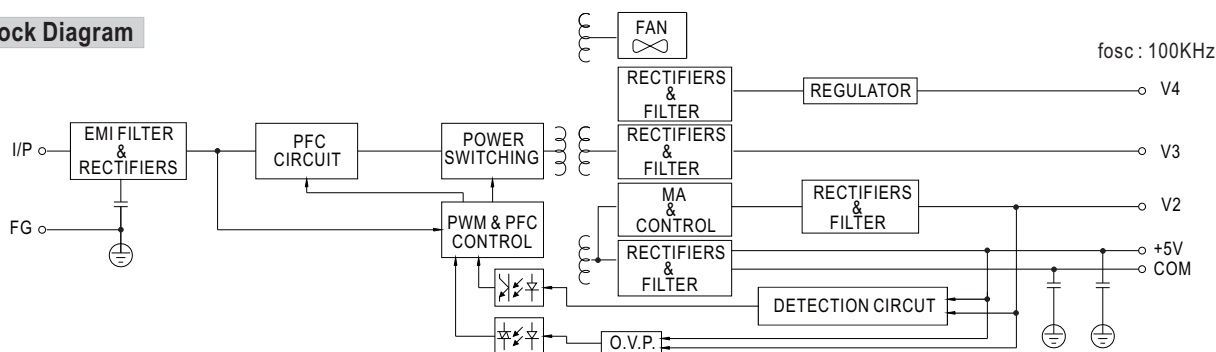 ock Diagram
fosc : 100KHz
FAN
RECTIFIERS
&
FILTER
REGULATOR
V4
I/P
EMI FILTER
&
RECTIFIERS
PFC
CIRCUIT
POWER
SWITCHING
RECTIFIERS
&
FILTER
V3
MA
&
CONTROL
RECTIFIERS
&
FILTER
V2
FG
PWM & PFC
CONTROL
RECTIFIERS
&
FILTER
+5V
COM
DETECTION CIRCUT
O.V.P.